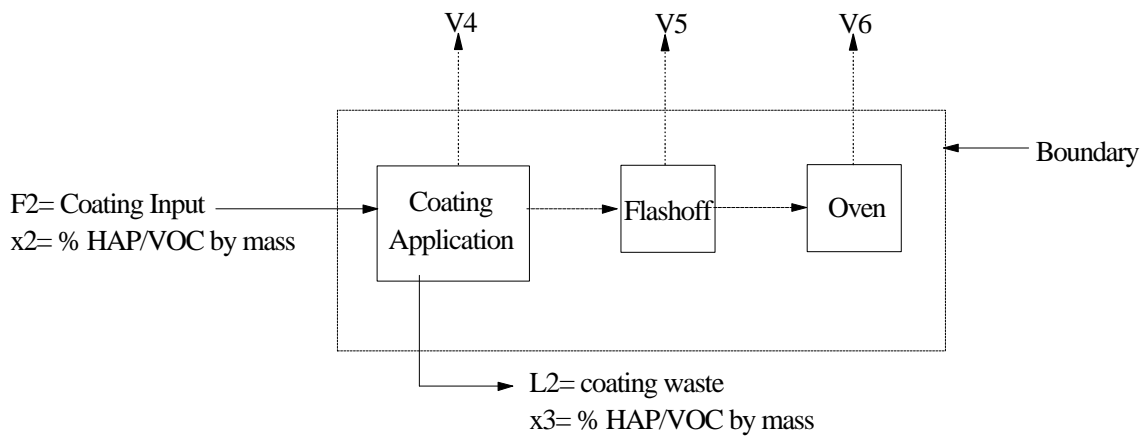 V4
V5
V6
Boundary
F2= Coating Input
x2= % HAP/VOC by mass
Coating
Application
Flashoff
Oven
L2= coating waste
x3= % HAP/VOC by mass